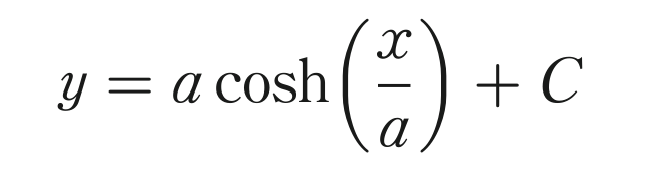 y = a cosh(x/a) + C